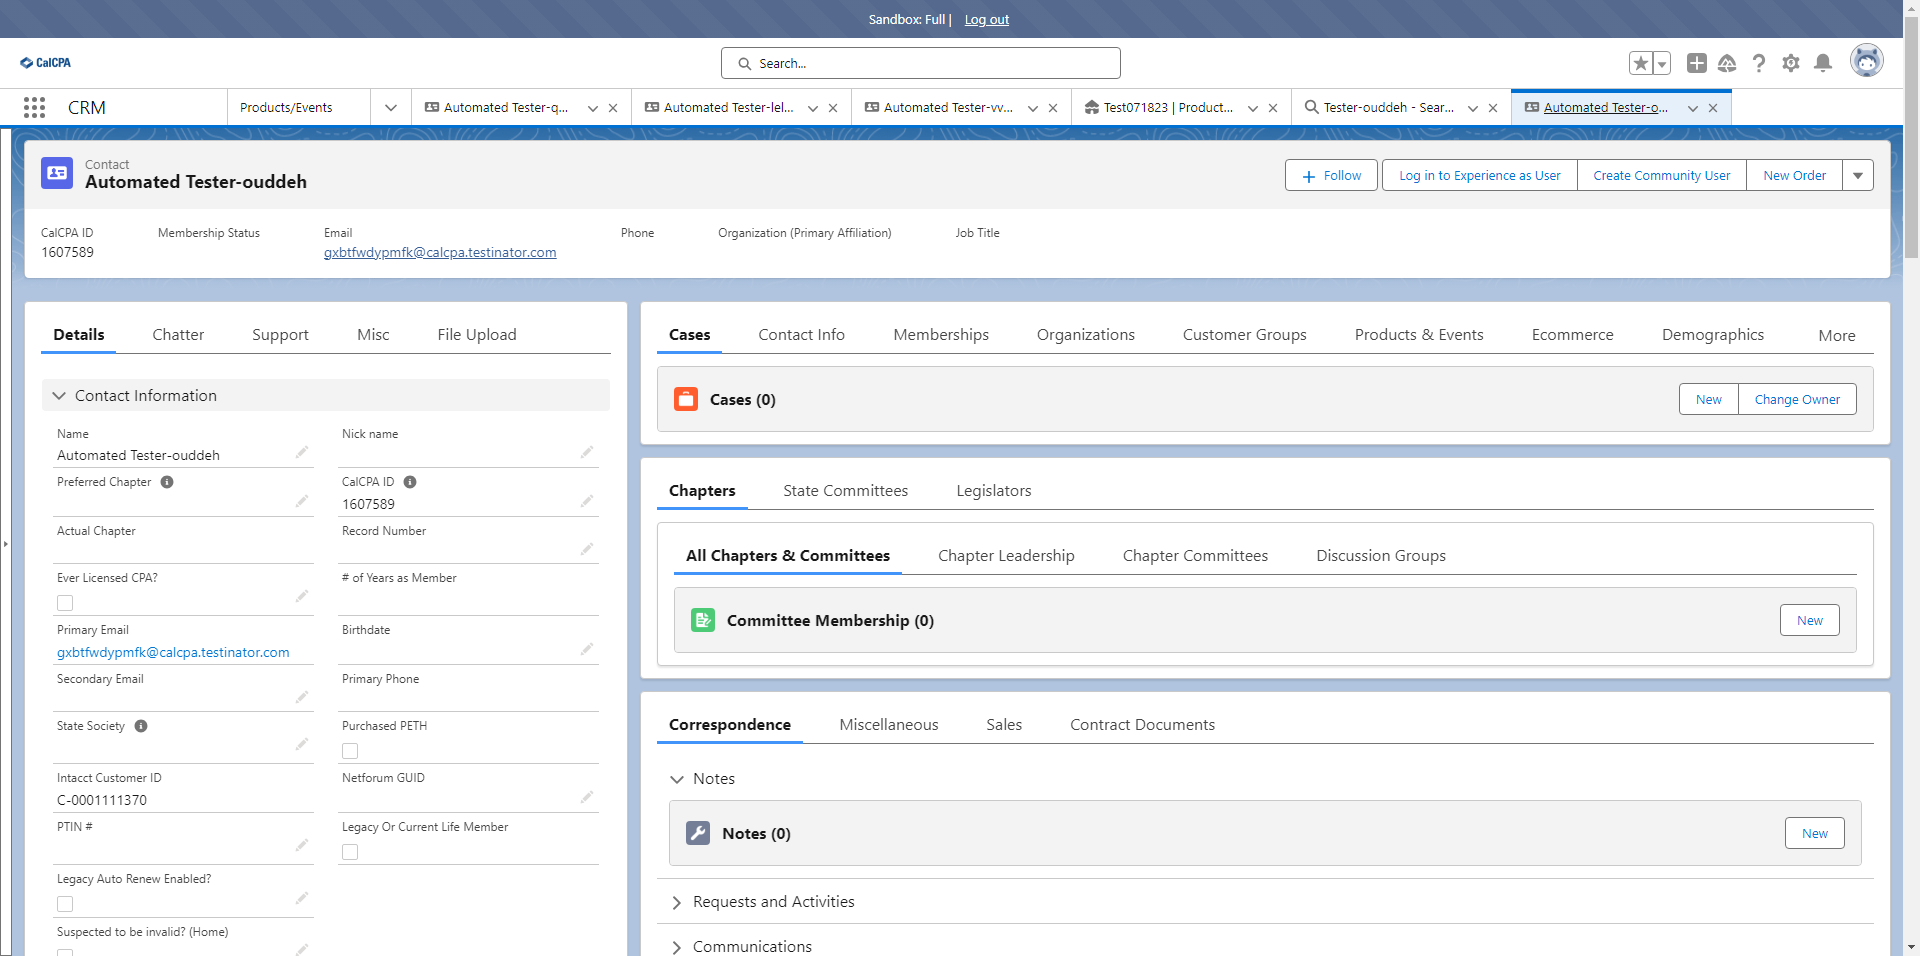 Sandbox: Full | Log out
CalCPA
Search...
CRM
Products/Events
Automated Tester-q...
Automated Tester-lel...
Automated Tester-vv...
Test071823 | Product...
Tester-ouddeh - Sear...
Automated Tester-o...
Contact
Automated Tester-ouddeh
Follow
Log in to Experience as User
Create Community User
New Order
CalCPA ID
1607589
Membership Status
Email
gxbtfwdypmfk@calcpa.testinator.com
Phone
Organization (Primary Affiliation)
Job Title
Details
Chatter
Support
Misc
File Upload
Contact Information
Name
Automated Tester-ouddeh
Nick name
Preferred Chapter
CalCPA ID
1607589
Actual Chapter
Record Number
Ever Licensed CPA?
# of Years as Member
Primary Email
gxbtfwdypmfk@calcpa.testinator.com
Birthdate
Secondary Email
Primary Phone
State Society
Purchased PETH
Intacct Customer ID
C-0001111370
Netforum GUID
PTIN #
Legacy Or Current Life Member
Legacy Auto Renew Enabled?
Suspected to be invalid? (Home)
Cases
Contact Info
Memberships
Organizations
Customer Groups
Products & Events
Ecommerce
Demographics
More
Cases (0)
New
Change Owner
Chapters
State Committees
Legislators
All Chapters & Committees
Chapter Leadership
Chapter Committees
Discussion Groups
Committee Membership (0)
New
Correspondence
Miscellaneous
Sales
Contract Documents
Notes
Notes (0)
New
Requests and Activities
Communications